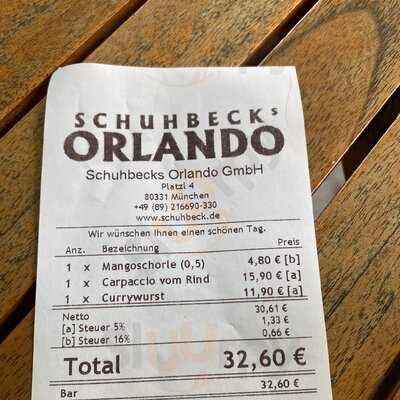 SCHUHBECKs
ORLANDO
Schuhbecks Orlando GmbH
Platzl 4
80331 München
+49 (89) 216690-330
www.schuhbeck.de
Wir wünschen Ihnen einen schönen Tag.
Anz. Bezeichnung Preis
1 x Mangoschorle (0,5) 4,80 € [b]
1 x Carpaccio vom Rind 15,90 € [a]
1 x Currywurst 11,90 € [a]
Netto 30,61 €
[a] Steuer 5% 1,33 €
[b] Steuer 16% 0,66 €
Total 32,60 €
Bar 32,60 €